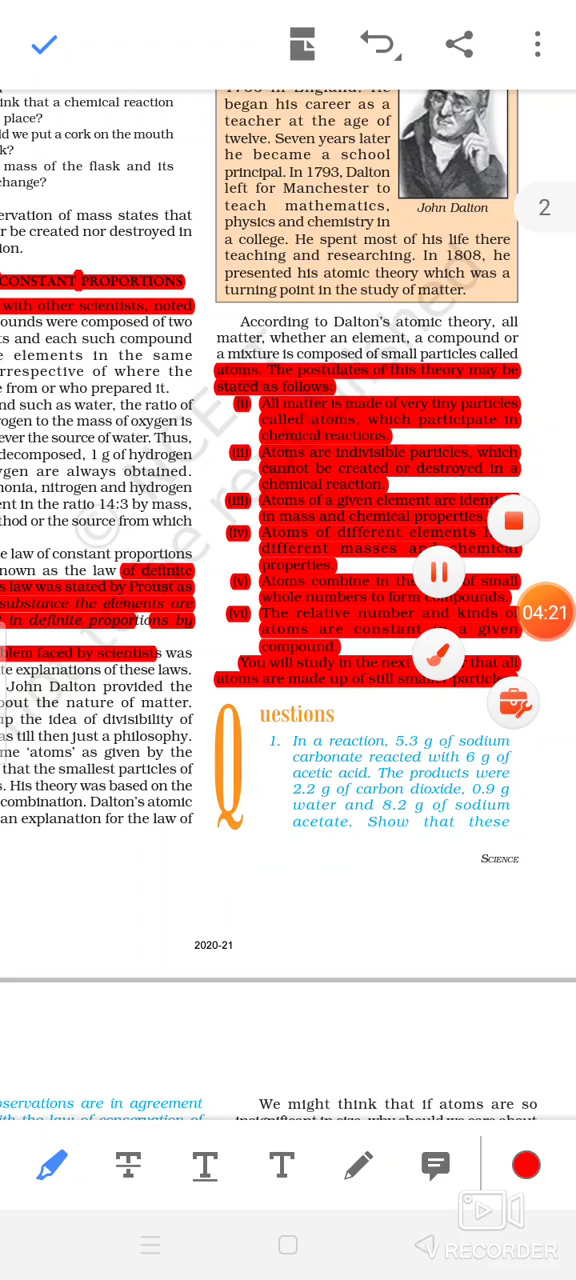 2
ink that a chemical reaction
place?
ld we put a cork on the mouth
k?
mass of the flask and its
change?
ervation of mass states that
r be created nor destroyed in
ion.
CONSTANT PROPORTIONS
with other scientists, noted
ounds were composed of two
ts and each such compound
e elements in the same
rrespective of where the
e from or who prepared it.
nd such as water, the ratio of
rogen to the mass of oxygen is
ever the source of water. Thus,
decomposed, 1 g of hydrogen
ygen are always obtained.
monia, nitrogen and hydrogen
ent in the ratio 14:3 by mass,
thod or the source from which
e law of constant proportions
nown as the law of definite
s law was stated by Proust as
substance the elements are
in definite proportions by
blem faced by scientists was
te explanations of these laws.
John Dalton provided the
bout the nature of matter.
up the idea of divisibility of
as till then just a philosophy.
me ‘atoms’ as given by the
that the smallest particles of
s. His theory was based on the
combination. Dalton’s atomic
an explanation for the law of
in England. He
began his career as a
teacher at the age of
twelve. Seven years later
he became a school
principal. In 1793, Dalton
left for Manchester to
teach mathematics,
physics and chemistry in
a college. He spent most of his life there
teaching and researching. In 1808, he
presented his atomic theory which was a
turning point in the study of matter.
John Dalton
According to Dalton’s atomic theory, all
matter, whether an element, a compound or
a mixture is composed of small particles called
atoms. The postulates of this theory may be
stated as follows:
(i) All matter is made of very tiny particles
called atoms, which participate in
chemical reactions.
(ii) Atoms are indivisible particles, which
cannot be created or destroyed in a
chemical reaction.
(iii) Atoms of a given element are identi
in mass and chemical properties.
(iv) Atoms of different elements
different masses and chemical
properties.
(v) Atoms combine in the of small
whole numbers to form compounds.
(vi) The relative number and kinds of
atoms are constant a given
compound.
You will study in the next that all
atoms are made up of still smaller particle
Questions
1. In a reaction, 5.3 g of sodium
carbonate reacted with 6 g of
acetic acid. The products were
2.2 g of carbon dioxide, 0.9 g
water and 8.2 g of sodium
acetate. Show that these
SCIENCE
2020-21
04:21
bservations are in agreement
with the law of conservation of
We might think that if atoms are so
T
T
T
RECORDER